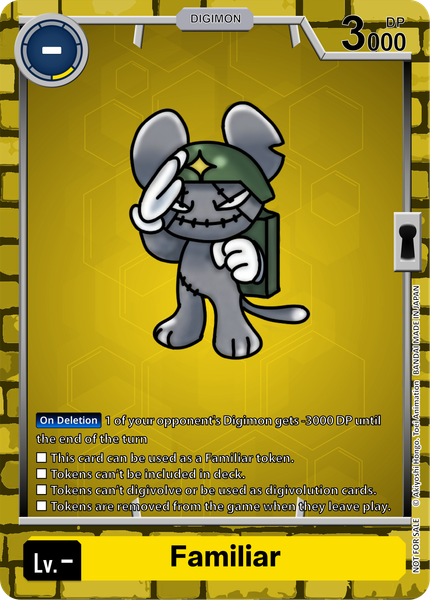 DIGIMON
-
DP
3000
On Deletion 1 of your opponent's Digimon gets -3000 DP until
the end of the turn
■ This card can be used as a Familiar token.
■ Tokens can't be included in deck.
■ Tokens can't digivolve or be used as digivolution cards.
■ Tokens are removed from the game when they leave play.
NOT FOR SALE © Akiyoshi Hongo, Toei Animation BANDAI MADE IN JAPAN
Lv.-
Familiar